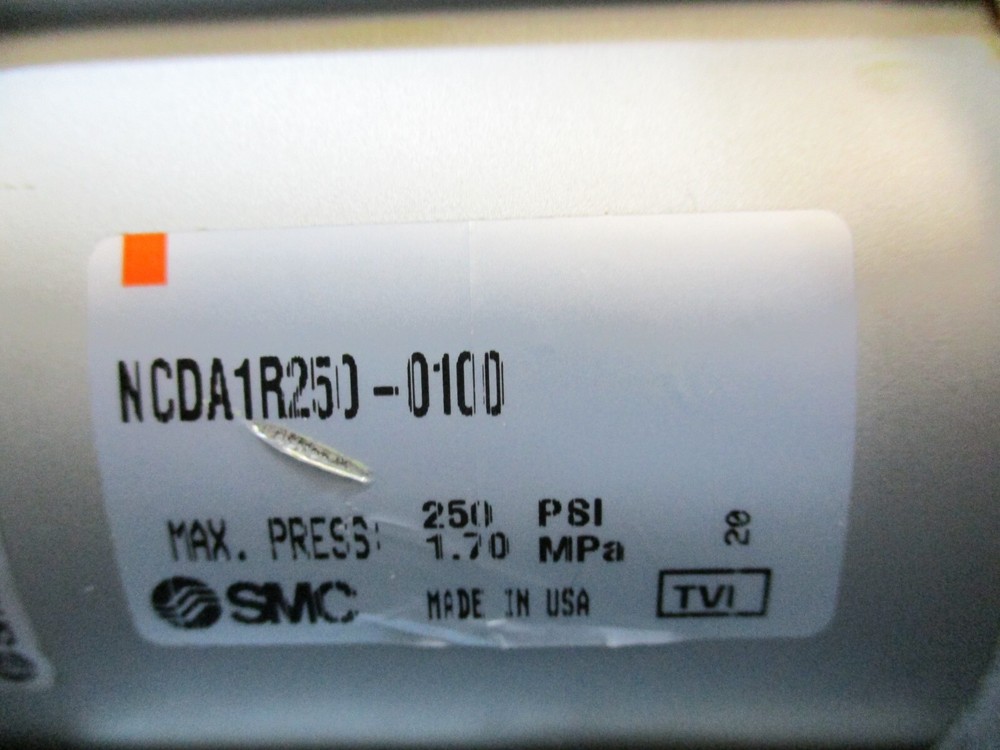 NCDA1R250-0100
MAX. PRESS: 250 PSI
1.70 MPa
20
SMC MADE IN USA TVI